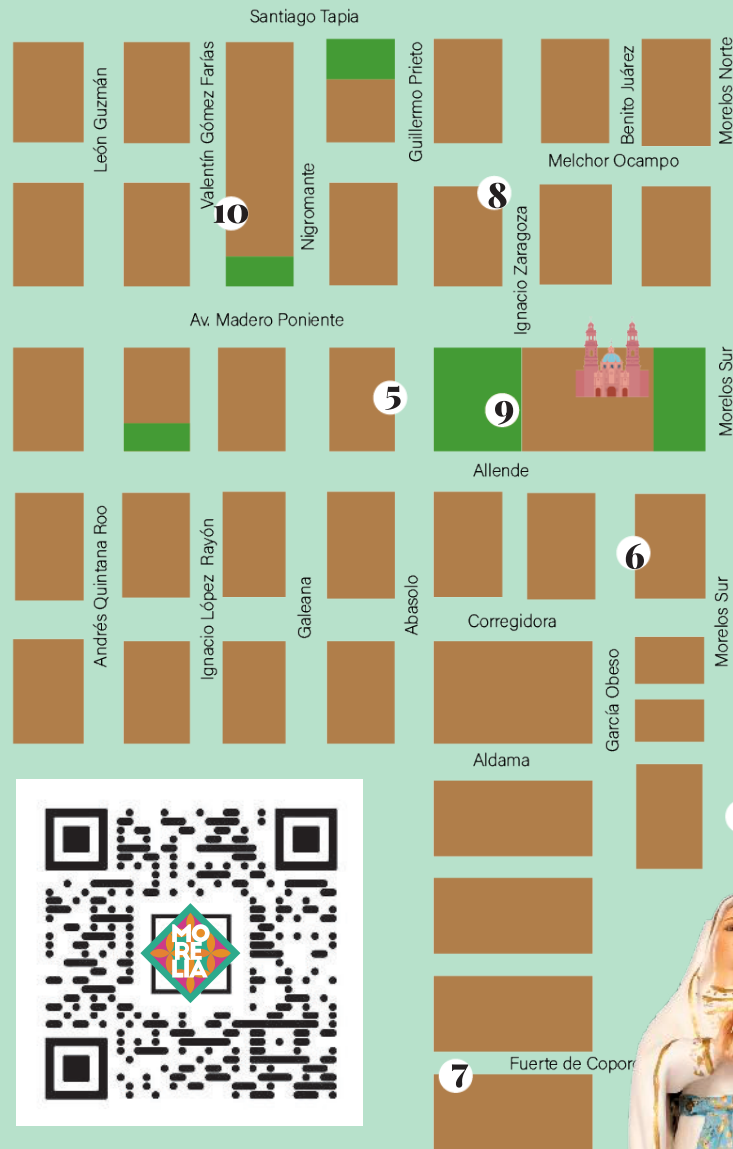 Santiago Tapia
León Guzmán
Valentín Gómez Farías
Nigromante
Guillermo Prieto
Benito Juárez
Morelos Norte
Melchor Ocampo
10
8
Ignacio Zaragoza
Av. Madero Poniente
5
9
Morelos Sur
Allende
Andrés Quintana Roo
Ignacio López Rayón
Galeana
Abasolo
6
Corregidora
García Obeso
Morelos Sur
Aldama
MO
RE
LIA
7
Fuerte de Copor